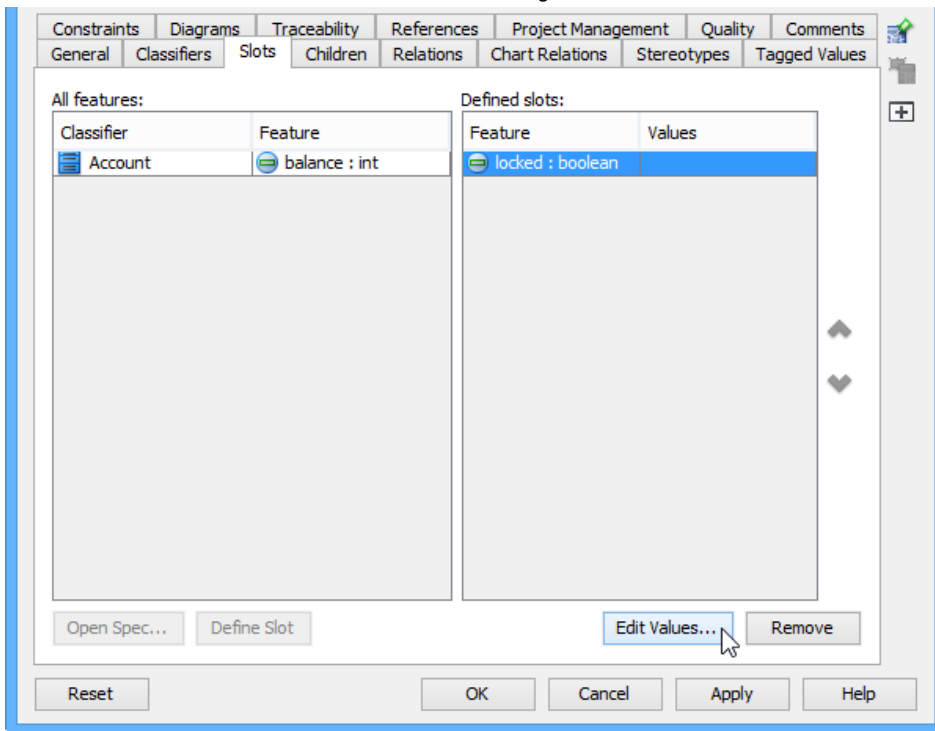 Constraints Diagrams Traceability References Project Management Quality Comments
General Classifiers Slots Children Relations Chart Relations Stereotypes Tagged Values
All features: Defined slots:
Classifier Feature Feature Values
Account balance : int locked : boolean
Open Spec... Define Slot Edit Values... Remove
Reset OK Cancel Apply Help